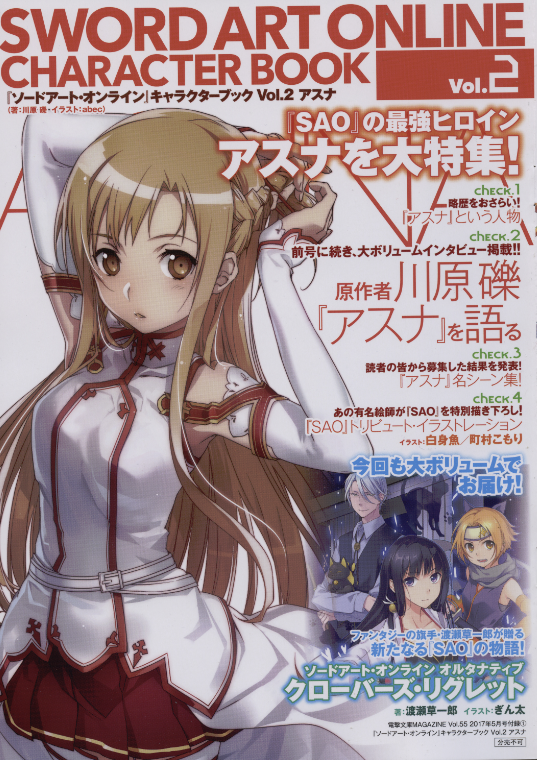 SWORD ART ONLINE
CHARACTER BOOK
Vol.2
『ソードアート・オンライン』キャラクターブック Vol.2 アスナ
(著:川原 礫・イラスト:abec)
『SAO』の最強ヒロイン
アスナを大特集!
CHECK.1
略歴をおさらい!
『アスナ』という人物
CHECK.2
前号に続き、大ボリュームインタビュー掲載!!
原作者 川原 礫
『アスナ』を語る
CHECK.3
読者の皆から募集した結果を発表!
『アスナ』名シーン集!
CHECK.4
あの有名絵師が『SAO』を特別描き下ろし!
『SAO』トリビュート・イラストレーション
イラスト:白身魚/町村こもり
今回も大ボリュームで
お届け!
ファンタジーの旗手・渡瀬草一郎が贈る
新たなる『SAO』の物語!
ソードアート・オンライン オルタナティブ
クローバーズ・リグレット
著:渡瀬草一郎 イラスト:ぎん太
電撃文庫MAGAZINE Vol.55 2017年5月号付録①
『ソードアート・オンライン』キャラクターブック Vol.2 アスナ
分売不可